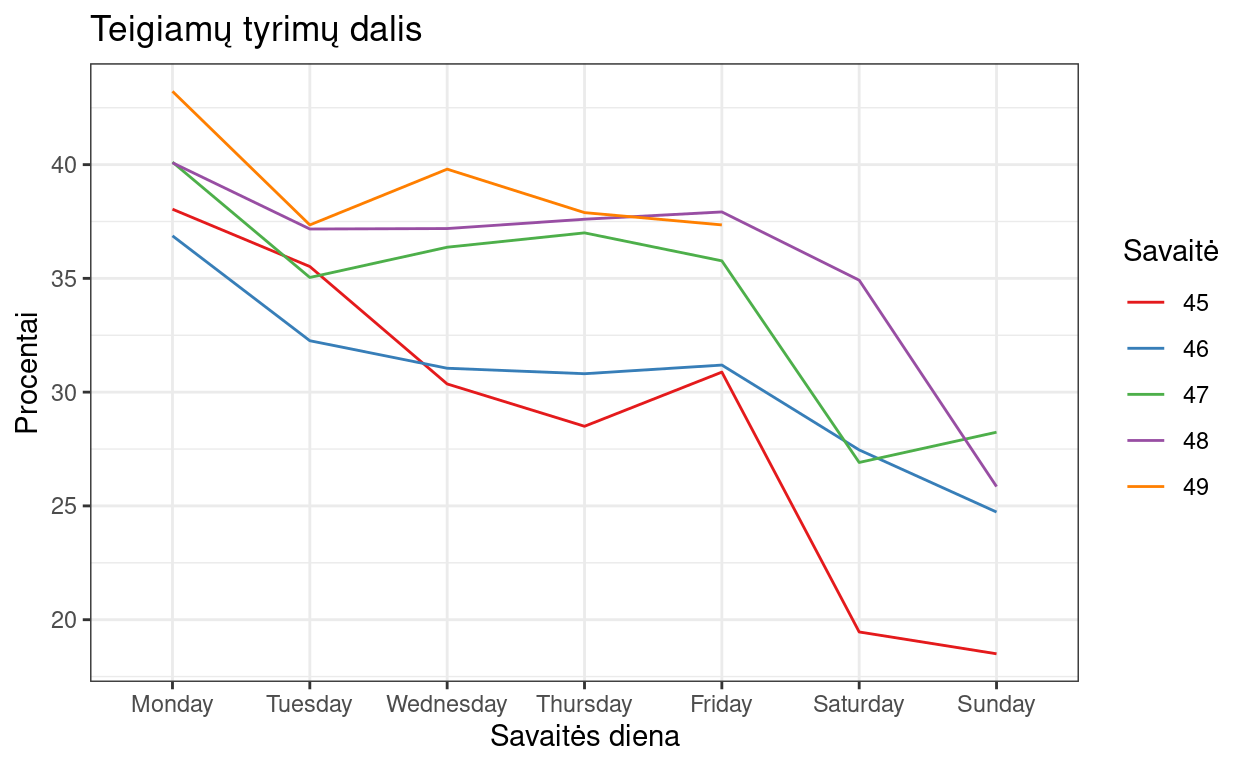 Teigiamų tyrimų dalis
Procentai
40
35
30
25
20
Monday Tuesday Wednesday Thursday Friday Saturday Sunday
Savaitės diena
Savaitė
45
46
47
48
49